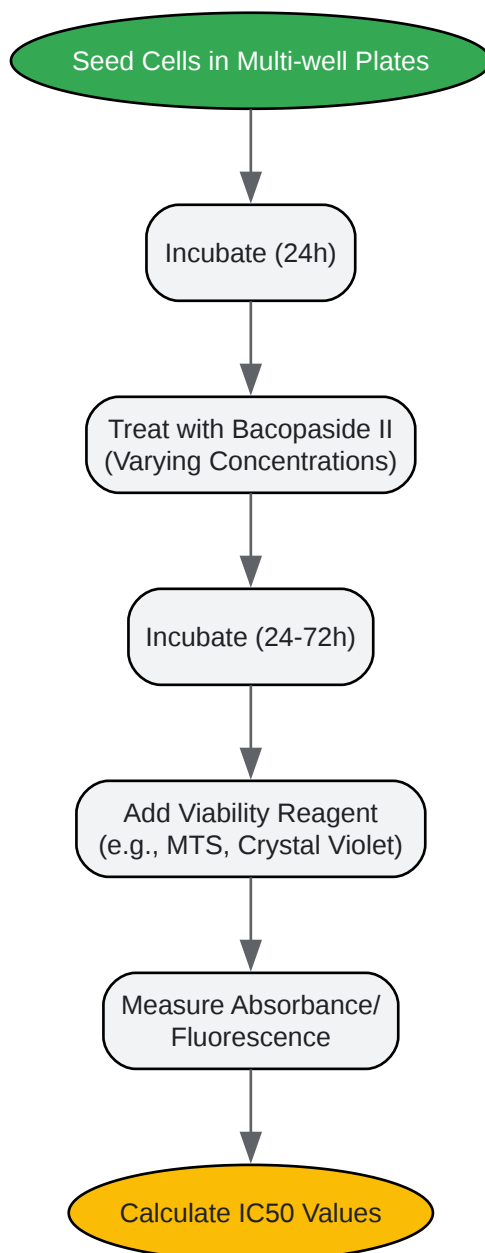 Seed Cells in Multi-well Plates
Incubate (24h)
Treat with Bacopaside II
(Varying Concentrations)
Incubate (24-72h)
Add Viability Reagent
(e.g., MTS, Crystal Violet)
Measure Absorbance/
Fluorescence
Calculate IC50 Values